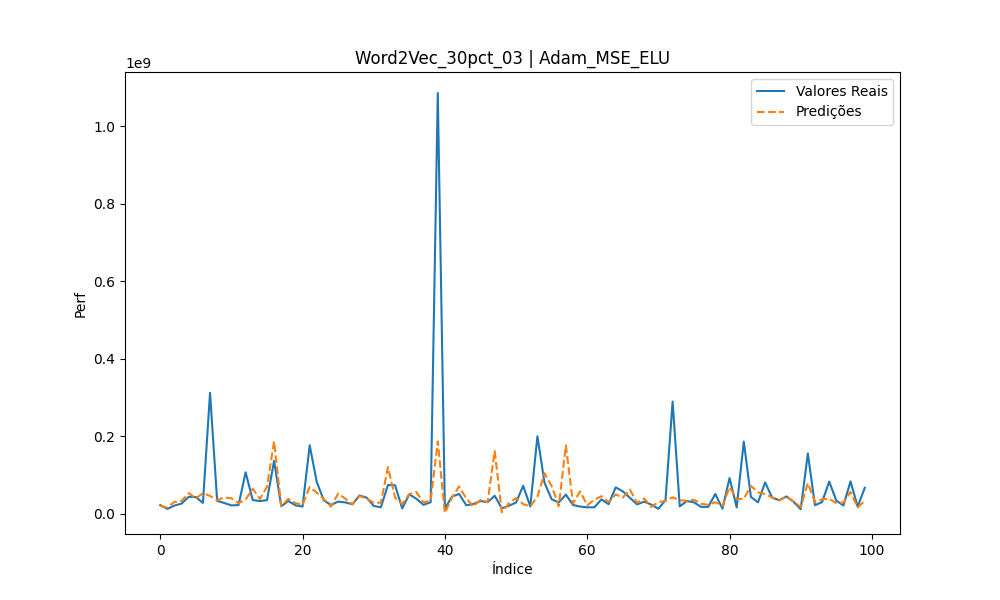 Word2Vec_30pct_03 | Adam_MSE_ELU
1e9
Valores Reais
Predições
1.0
0.8
0.6
0.4
0.2
0.0
Perf
0 20 40 60 80 100
Índice